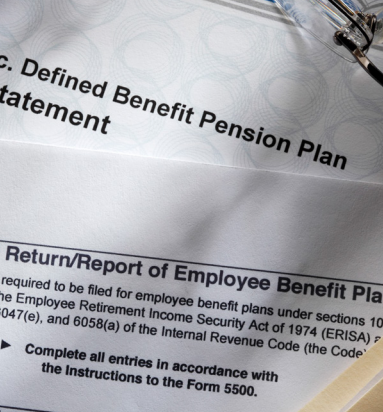 c. Defined Benefit Pension Plan
tatement
Return/Report of Employee Benefit Pla
required to be filed for employee benefit plans under sections 10
he Employee Retirement Income Security Act of 1974 (ERISA) a
6047(e), and 6058(a) of the Internal Revenue Code (the Code)
Complete all entries in accordance with
the Instructions to the Form 5500.